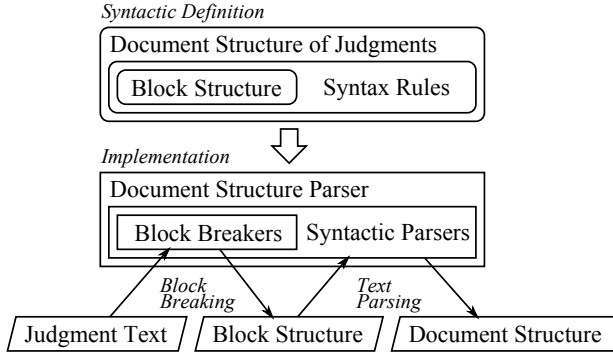 Syntactic Definition
Document Structure of Judgments
Block Structure Syntax Rules
Implementation
Document Structure Parser
Block Breakers Syntactic Parsers
Block
Breaking
Text
Parsing
Judgment Text Block Structure Document Structure